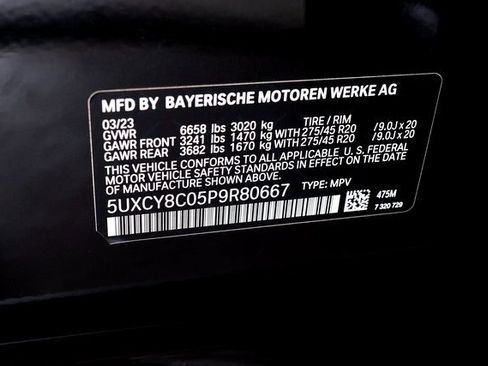 MFD BY BAYERISCHE MOTOREN WERKE AG
03/23 TIRE / RIM
GVWR 6658 lbs 3020 kg
GAWR FRONT 3241 lbs 1470 kg WITH 275/45 R20 /9.0J x 20
GAWR REAR 3682 lbs 1670 kg WITH 275/45 R20 /9.0J x 20
THIS VEHICLE CONFORMS TO ALL APPLICABLE U. S. FEDERAL
MOTOR VEHICLE SAFETY STANDARDS IN EFFECT ON THE DATE
OF MANUFACTURE SHOWN ABOVE.
5UXCY8C05P9R80667 TYPE: MPV
475M
7 320 729